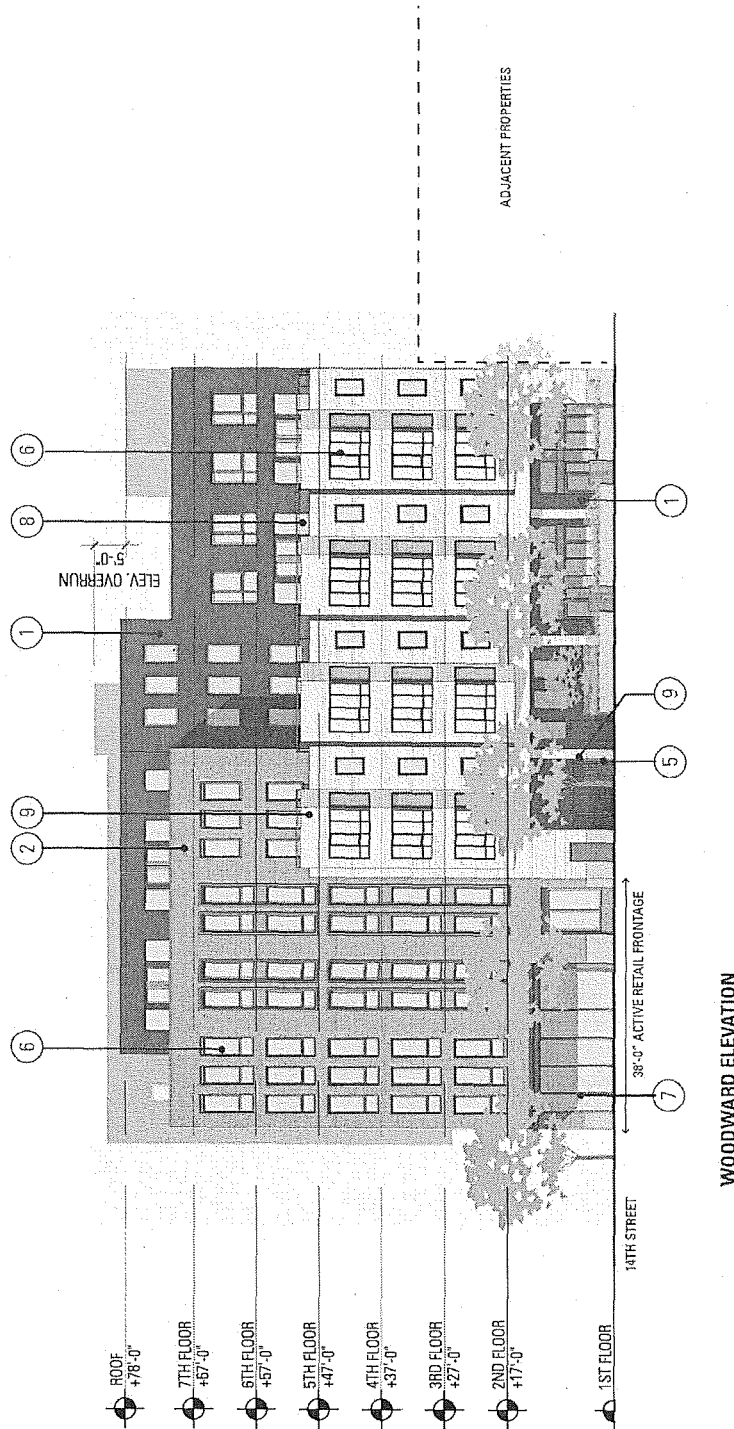 6
2
9
1
8
6
ELEV. OVERRUN
5'-0"
ROOF
+78'-0"
7TH FLOOR
+67'-0"
6TH FLOOR
+57'-0"
5TH FLOOR
+47'-0"
4TH FLOOR
+37'-0"
3RD FLOOR
+27'-0"
2ND FLOOR
+17'-0"
1ST FLOOR
ADJACENT PROPERTIES
14TH STREET
38'-0" ACTIVE RETAIL FRONTAGE
7
5
9
1
WOODWARD ELEVATION